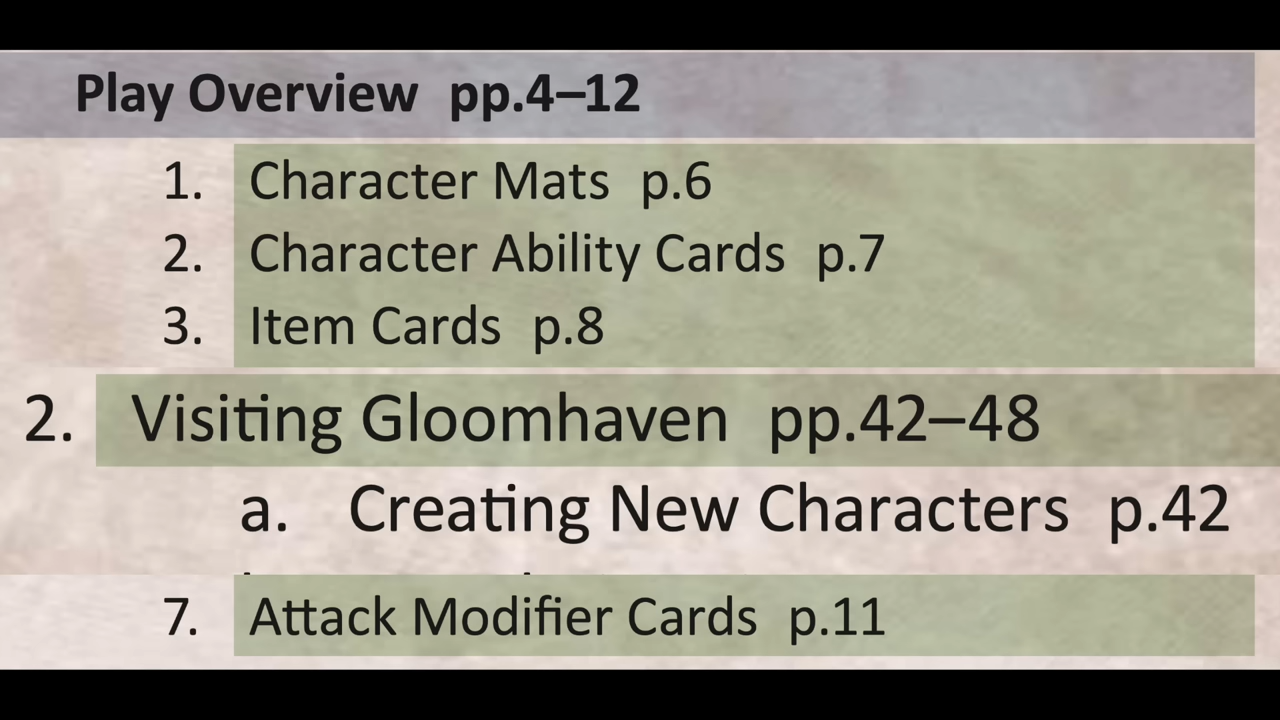 Play Overview pp.4–12
1. Character Mats p.6
2. Character Ability Cards p.7
3. Item Cards p.8
2. Visiting Gloomhaven pp.42–48
a. Creating New Characters p.42
7. Attack Modifier Cards p.11